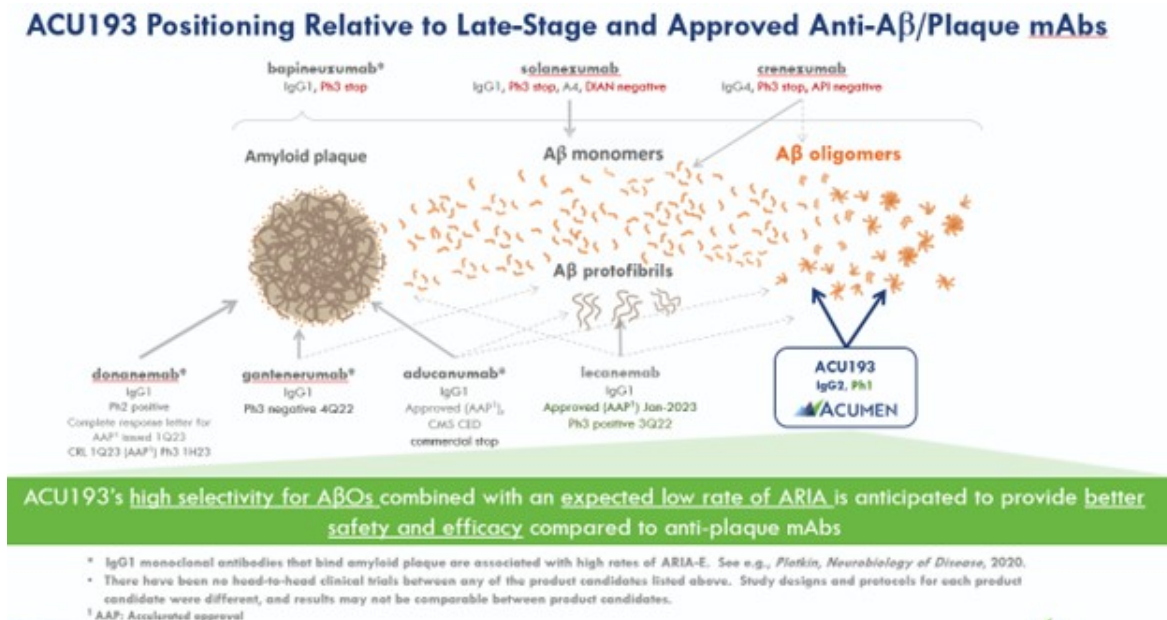 ACU193 Positioning Relative to Late-Stage and Approved Anti-Aβ/Plaque mAbs
bapineuzumab*
IgG1, Ph3 stop
solanezumab
IgG1, Ph3 stop, A4, DIAN negative
crenezumab
IgG4, Ph3 stop, API negative
Amyloid plaque
Aβ monomers
Aβ oligomers
Aβ protofibrils
donanemab*
IgG1
Ph2 positive
Complete response letter for
AAP¹ issued 1Q23
CRL 1Q23 (AAP¹) Ph3 1H23
gantenerumab*
IgG1
Ph3 negative 4Q22
aducanumab*
IgG1
Approved (AAP¹),
CMS CED
commercial stop
lecanemab
IgG1
Approved (AAP¹) Jan-2023
Ph3 positive 3Q22
ACU193
IgG2, Ph1
ACUMEN
ACU193's high selectivity for AβOs combined with an expected low rate of ARIA is anticipated to provide better
safety and efficacy compared to anti-plaque mAbs
* IgG1 monoclonal antibodies that bind amyloid plaque are associated with high rates of ARIA-E. See e.g., Plotkin, Neurobiology of Disease, 2020.
• There have been no head-to-head clinical trials between any of the product candidates listed above. Study designs and protocols for each product
candidate were different, and results may not be comparable between product candidates.
¹ AAP: Accelerated approval